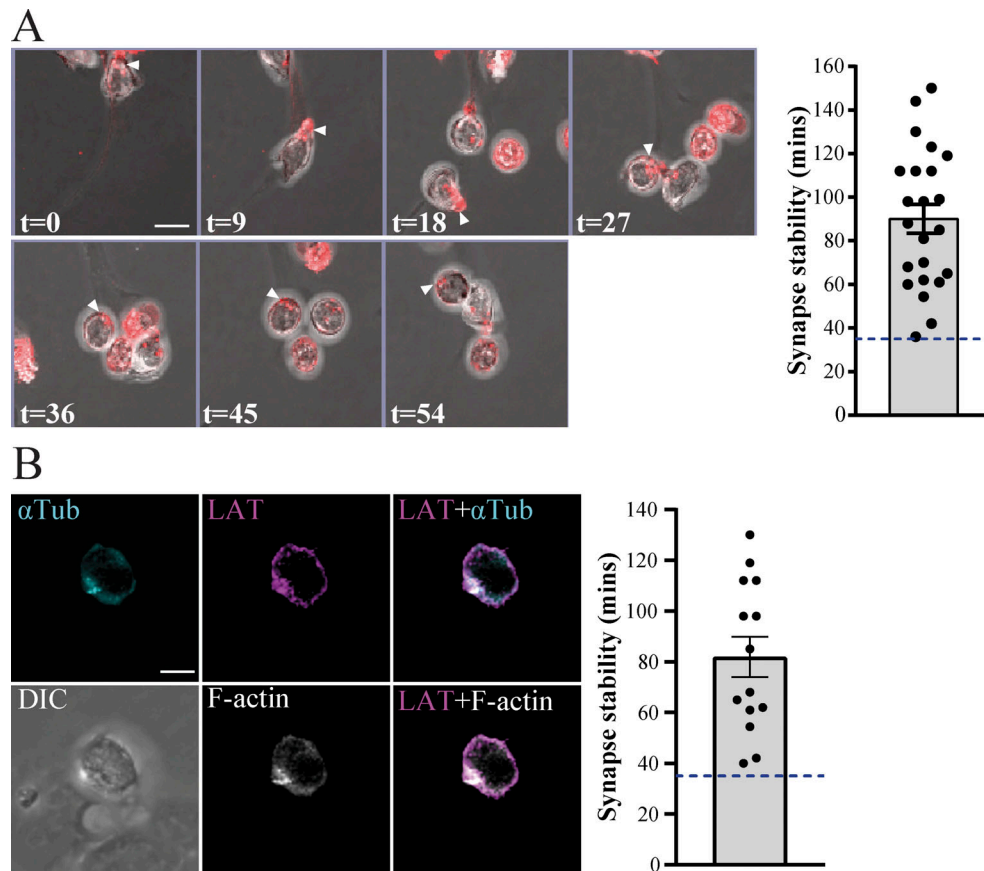 A
t=0
t=9
t=18
t=27
t=36
t=45
t=54
Synapse stability (mins)
160
140
120
100
80
60
40
20
0
B
αTub
LAT
LAT+αTub
DIC
F-actin
LAT+F-actin
Synapse stability (mins)
140
120
100
80
60
40
20
0